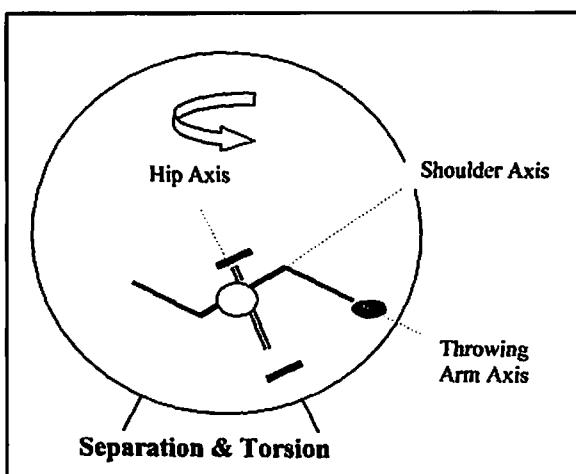 Hip Axis
Shoulder Axis
Throwing
Arm Axis
Separation & Torsion